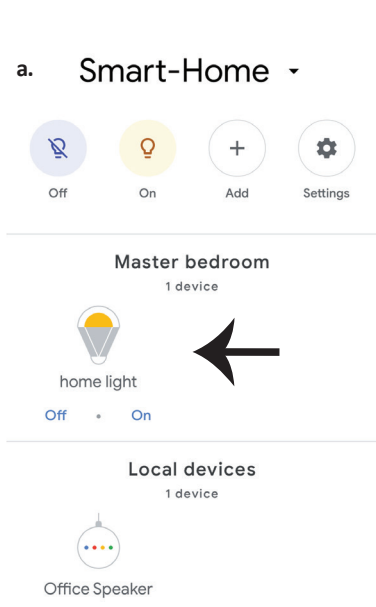 a. Smart-Home
Off On Add Settings
Master bedroom
1 device
home light
Off • On
Local devices
1 device
Office Speaker